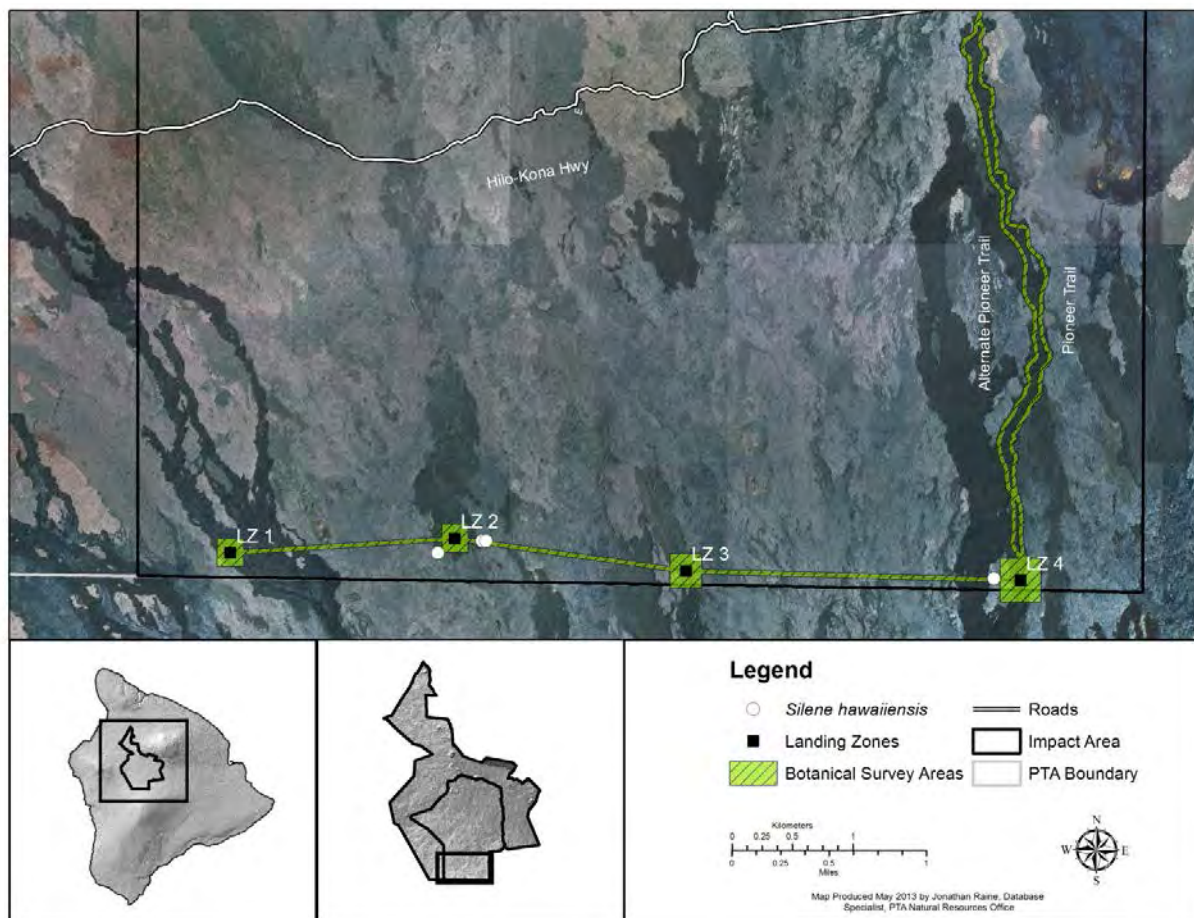 Hilo-Kona Hwy
Alternate Pioneer Trail
Pioneer Trail
LZ 1
LZ 2
LZ 3
LZ 4
Legend
Silene hawaiiensis
Roads
Landing Zones
Impact Area
Botanical Survey Areas
PTA Boundary
Kilometers
0 0.25 0.5 1
0 0.25 0.5 1
Miles
N
W E
S
Map Produced May 2013 by Jonathan Raine, Database
Specialist, PTA Natural Resources Office